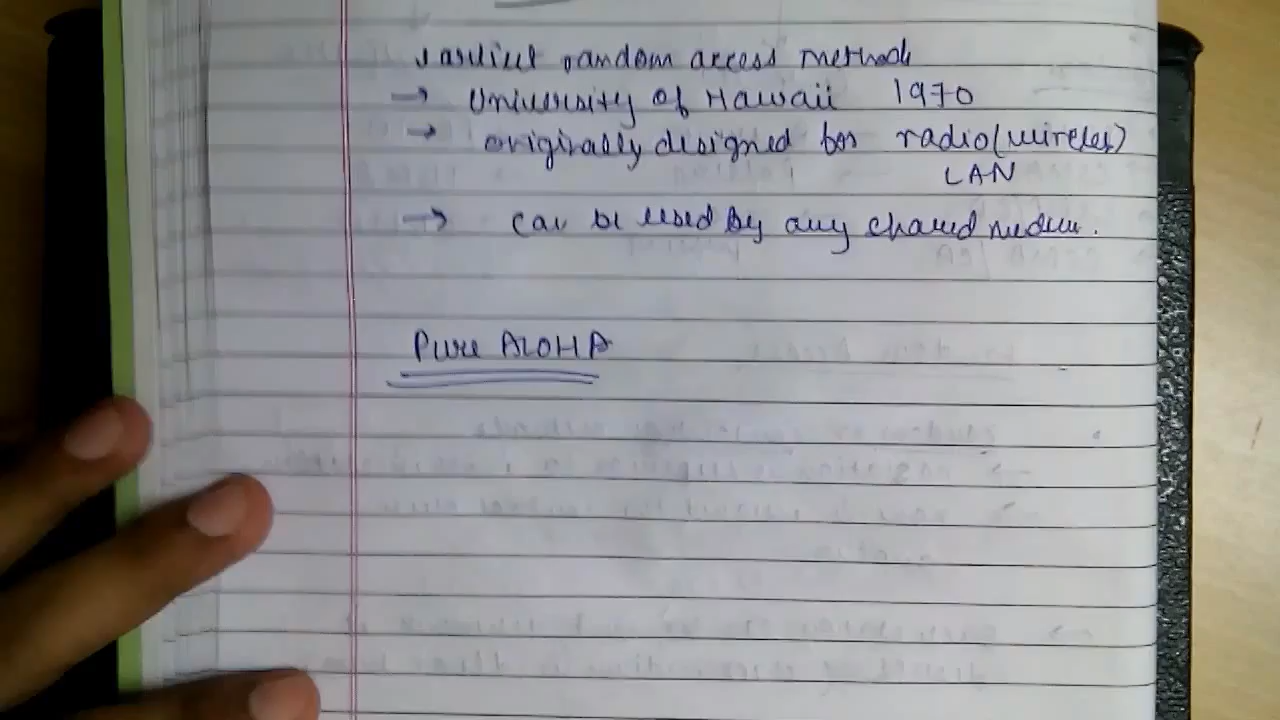 earliest random access method
→ University of Hawaii 1970
→ originally designed for radio(wireless)
LAN
→ can be used by any shared medium.
Pure ALOHA